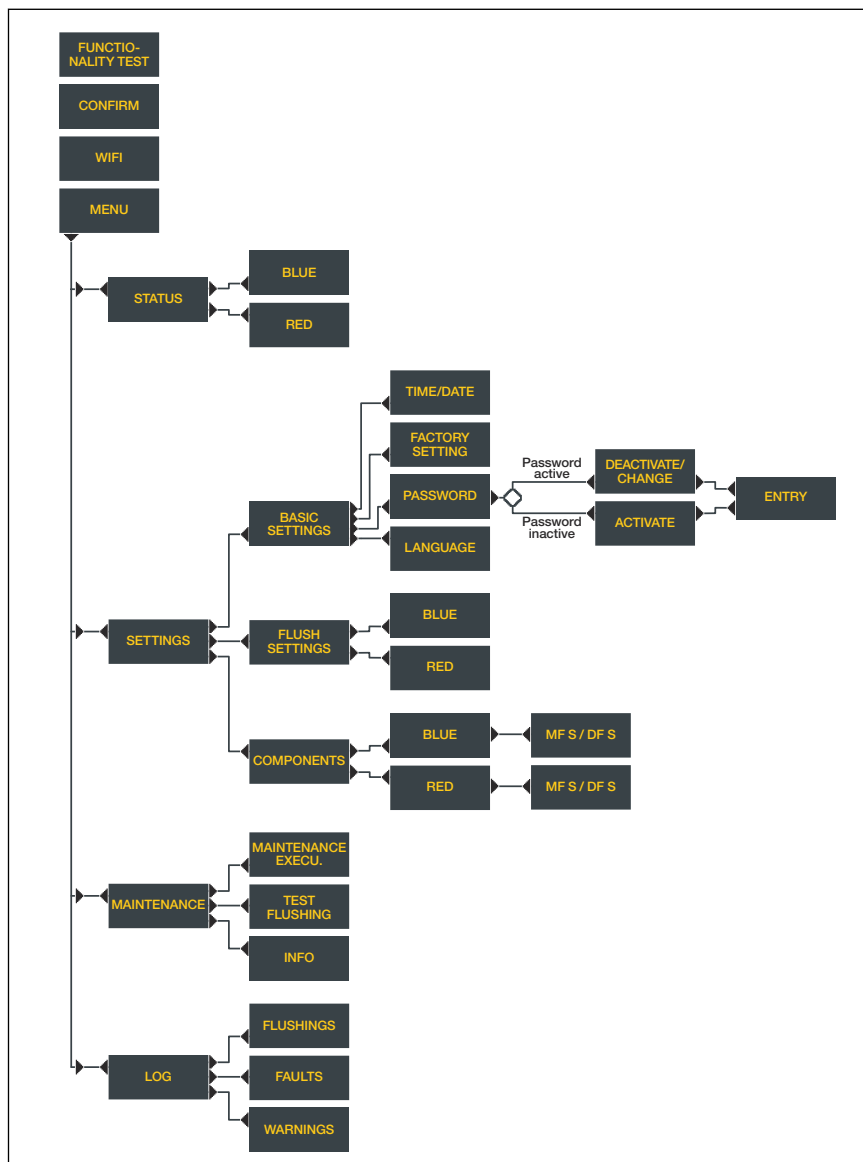 FUNCTIO-
NALITY TEST
CONFIRM
WIFI
MENU
STATUS
BLUE
RED
SETTINGS
BASIC
SETTINGS
TIME/DATE
FACTORY
SETTING
PASSWORD
Password
active
DEACTIVATE/
CHANGE
Password
inactive
ACTIVATE
ENTRY
LANGUAGE
FLUSH
SETTINGS
BLUE
RED
COMPONENTS
BLUE
MF S / DF S
RED
MF S / DF S
MAINTENANCE
MAINTENANCE
EXECU.
TEST
FLUSHING
INFO
LOG
FLUSHINGS
FAULTS
WARNINGS